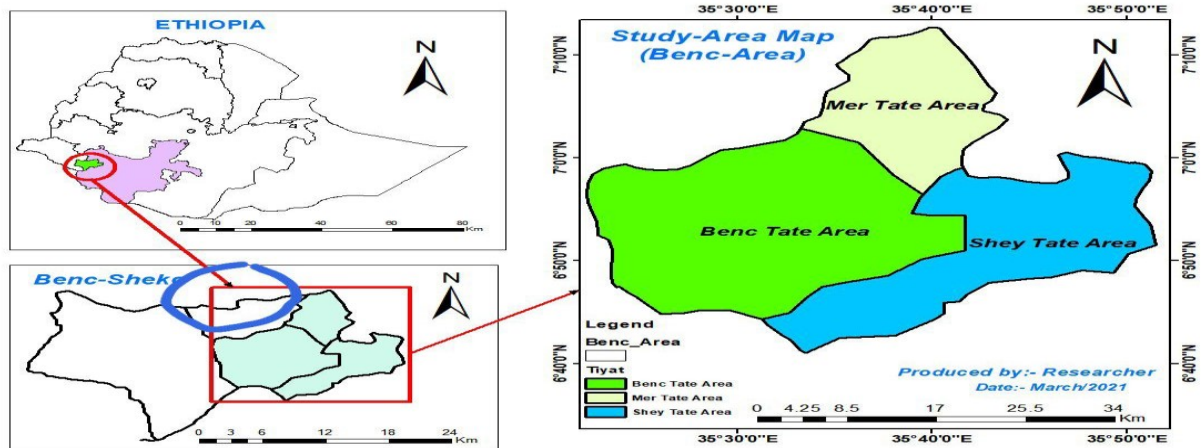 ETHIOPIA
N
0 10 20 40 60 80
Km
Benc-Sheko
N
0 3 6 12 18 24
Km
35°30'0"E 35°40'0"E 35°50'0"E
Study-Area Map
(Benc-Area)
N
7°10'0"N
7°0'0"N
6°50'0"N
6°40'0"N
7°10'0"N
7°0'0"N
6°50'0"N
6°40'0"N
Mer Tate Area
Benc Tate Area
Shey Tate Area
Legend
Benc_Area
Tiyat
Benc Tate Area
Mer Tate Area
Shey Tate Area
Produced by:- Researcher
Date:- March/2021
0 4.25 8.5 17 25.5 34
Km
35°30'0"E 35°40'0"E 35°50'0"E